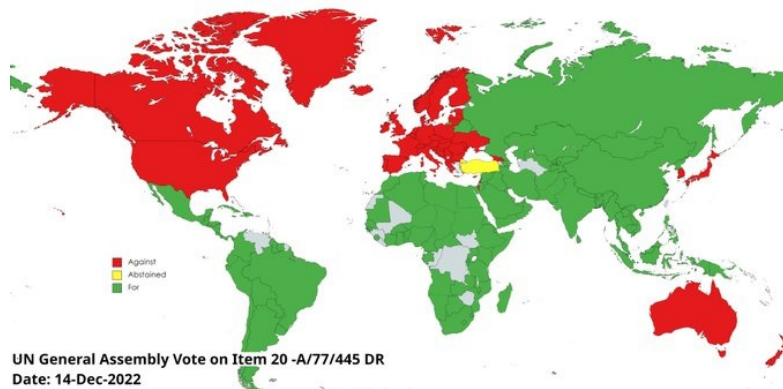 Against
Abstained
For
UN General Assembly Vote on Item 20 -A/77/445 DR
Date: 14-Dec-2022